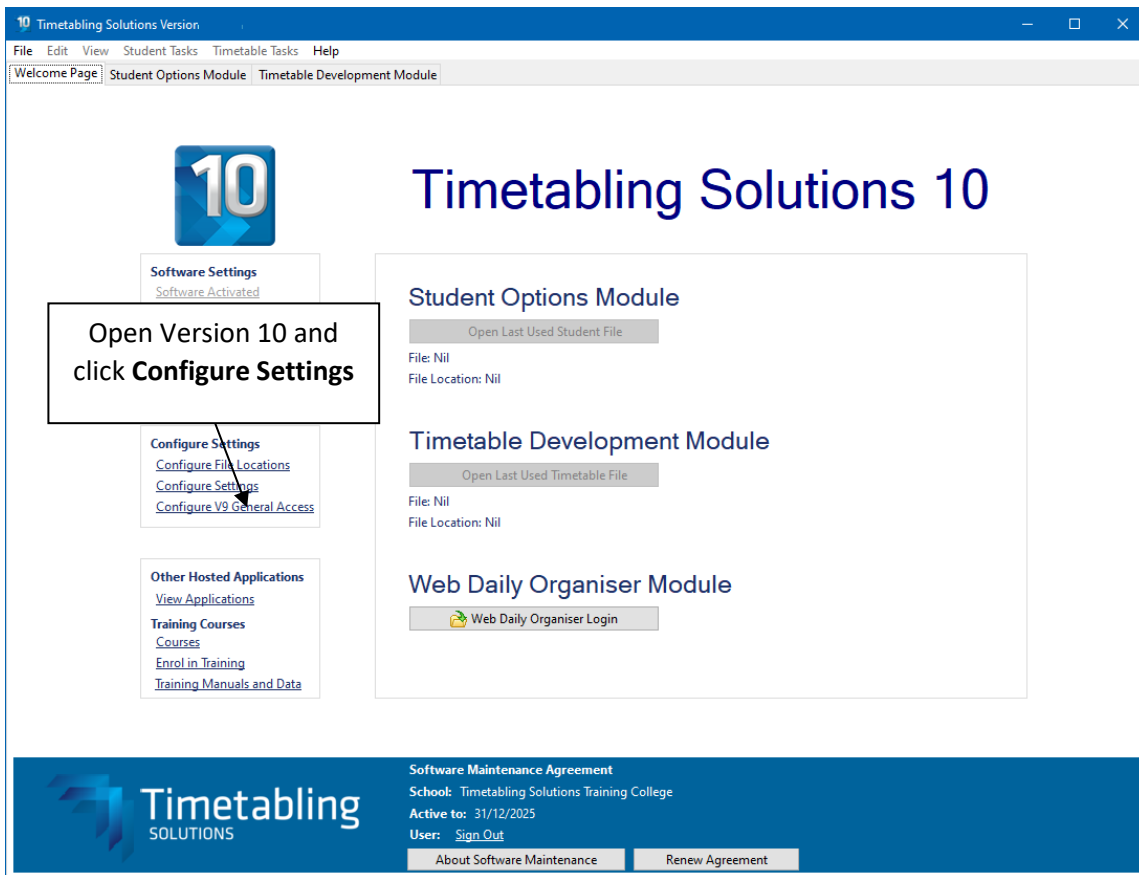 10 Timetabling Solutions Version
File Edit View Student Tasks Timetable Tasks Help
Welcome Page Student Options Module Timetable Development Module
10
Timetabling Solutions 10
Software Settings
Software Activated
Open Version 10 and
click Configure Settings
Configure Settings
Configure File Locations
Configure Settings
Configure V9 General Access
Other Hosted Applications
View Applications
Training Courses
Courses
Enrol in Training
Training Manuals and Data
Student Options Module
Open Last Used Student File
File: Nil
File Location: Nil
Timetable Development Module
Open Last Used Timetable File
File: Nil
File Location: Nil
Web Daily Organiser Module
Web Daily Organiser Login
Timetabling
SOLUTIONS
Software Maintenance Agreement
School: Timetabling Solutions Training College
Active to: 31/12/2025
User: Sign Out
About Software Maintenance Renew Agreement